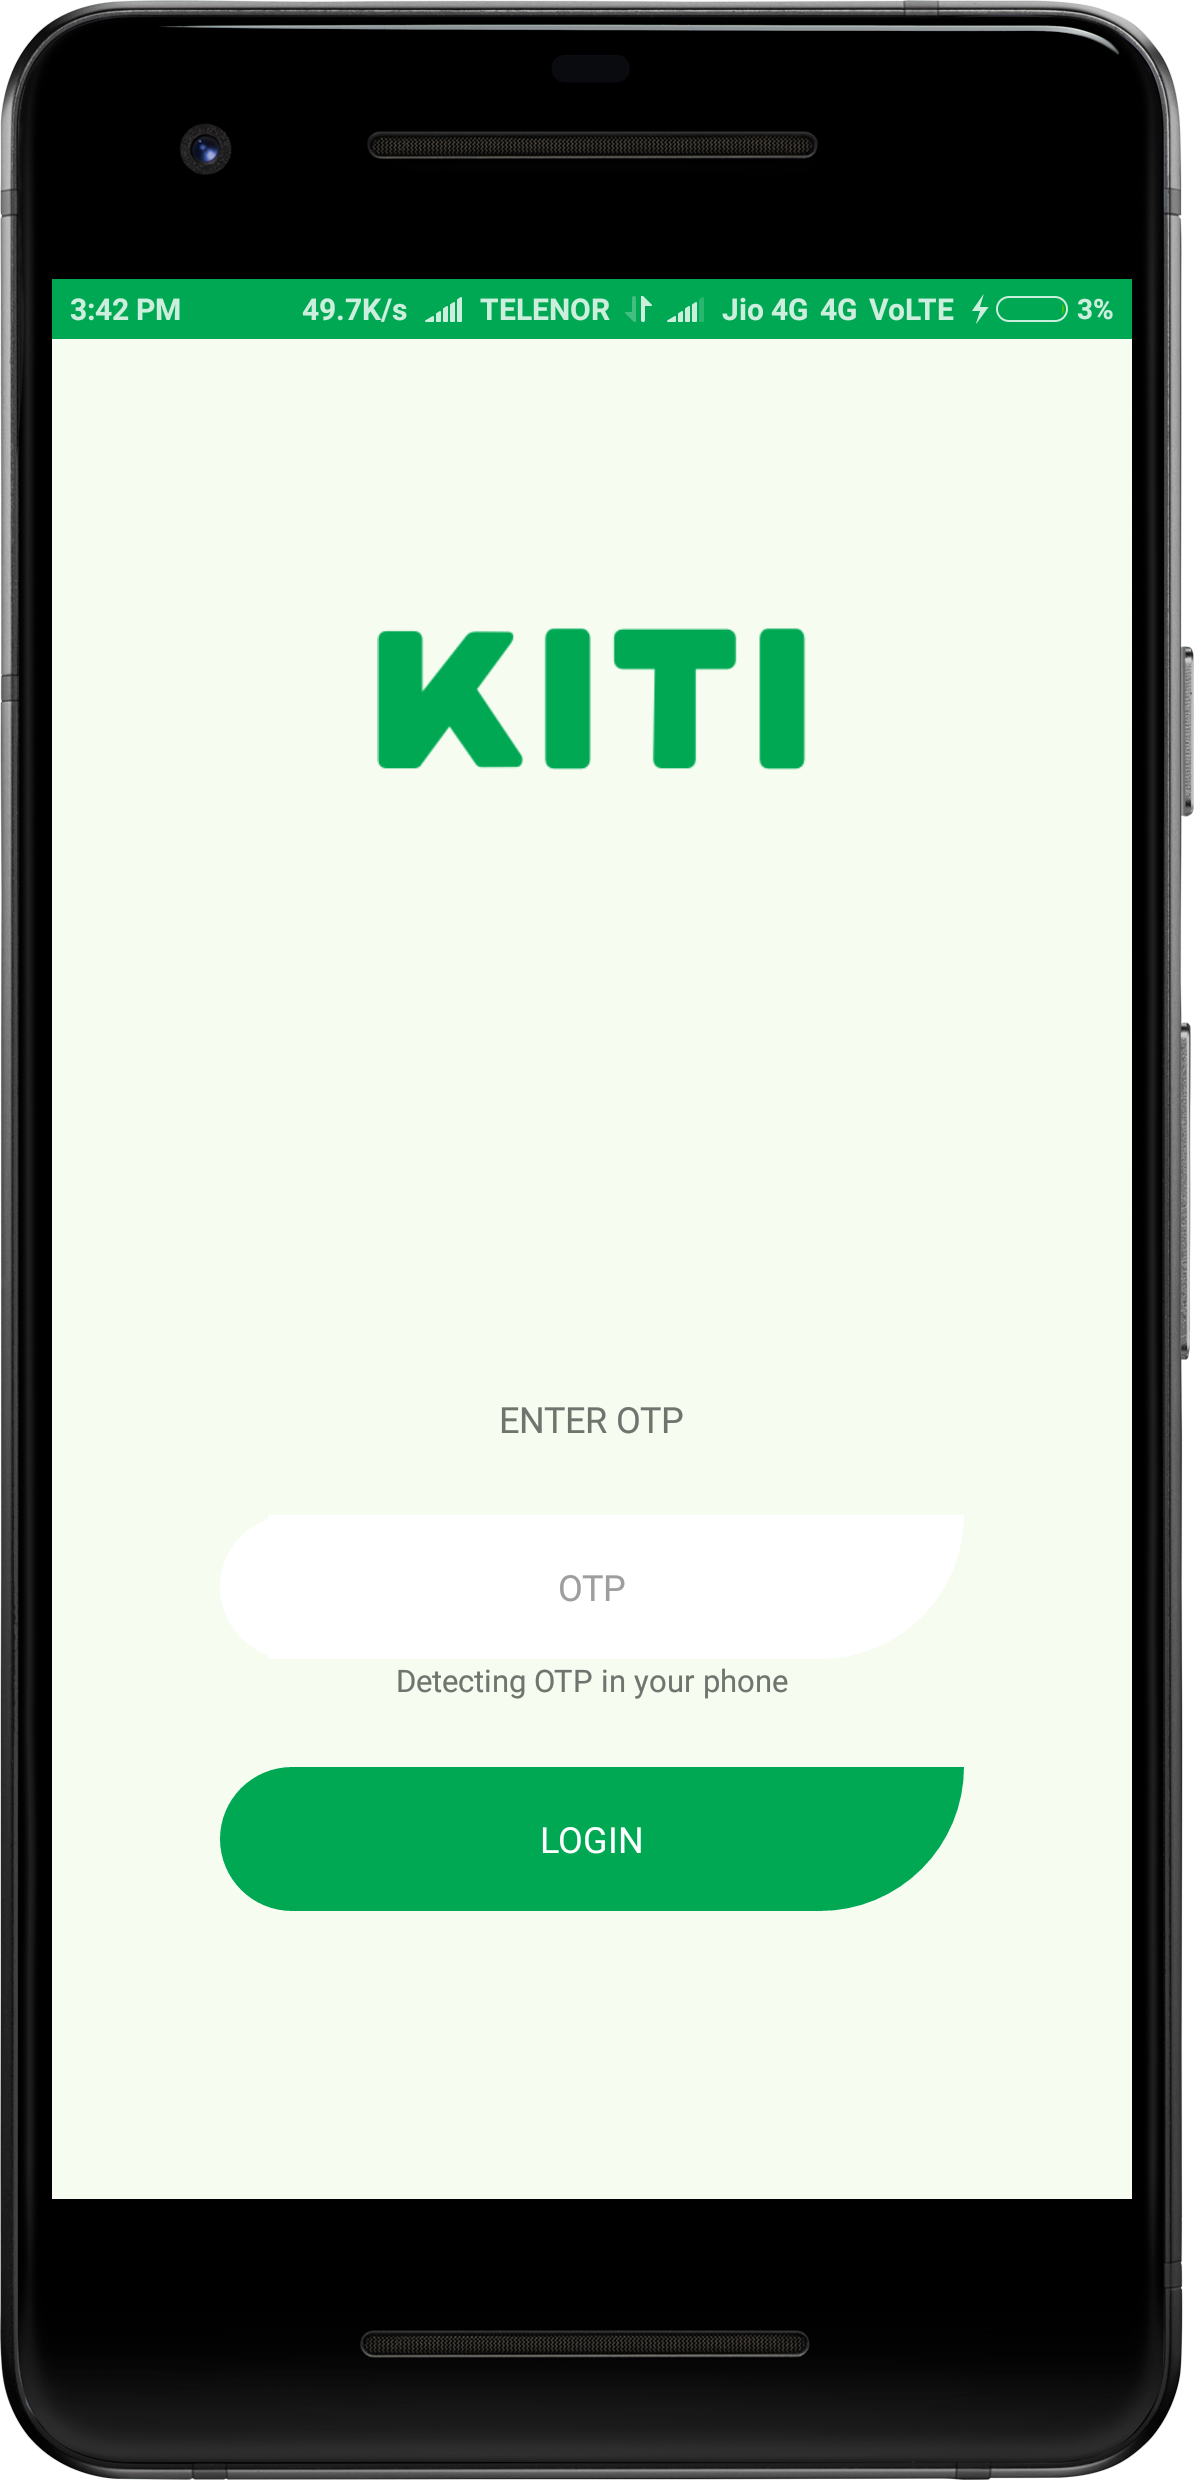 3:42 PM 49.7K/s TELENOR Jio 4G 4G VoLTE 3%
KITI
ENTER OTP
OTP
Detecting OTP in your phone
LOGIN